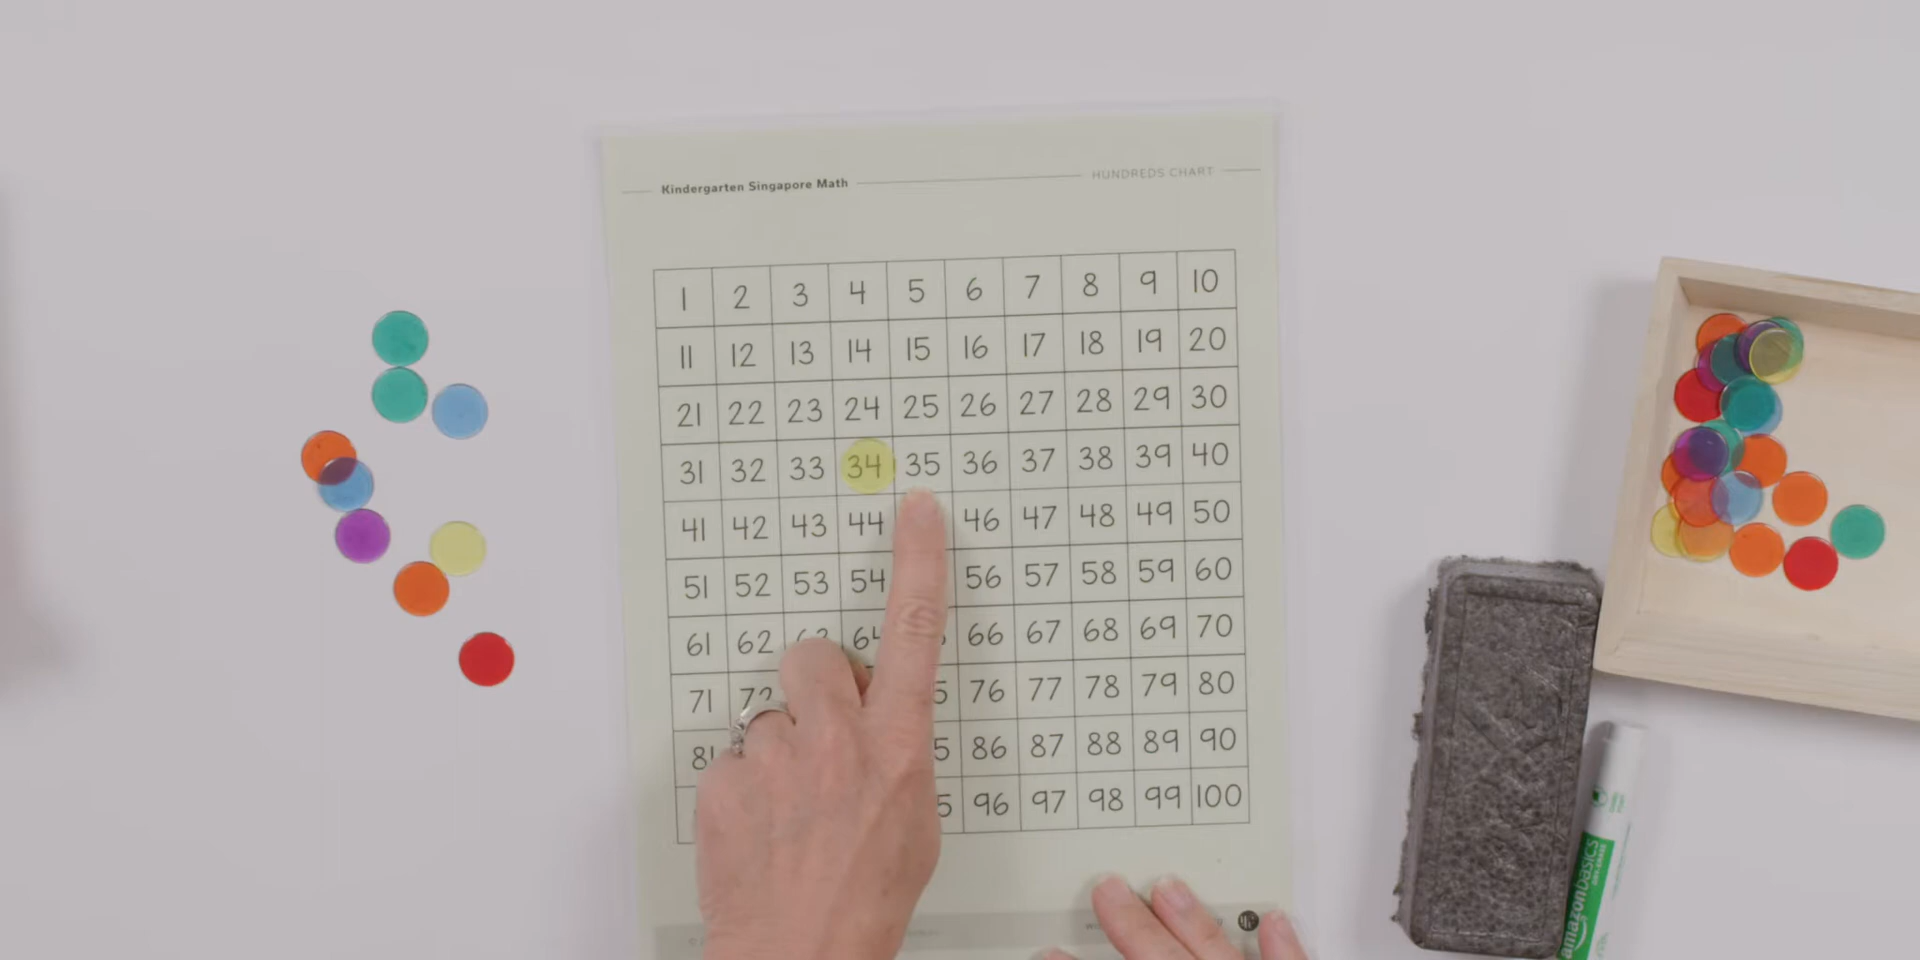 Kindergarten Singapore Math HUNDREDS CHART
1 2 3 4 5 6 7 8 9 10
11 12 13 14 15 16 17 18 19 20
21 22 23 24 25 26 27 28 29 30
31 32 33 34 35 36 37 38 39 40
41 42 43 44 46 47 48 49 50
51 52 53 54 56 57 58 59 60
61 62 66 67 68 69 70
71 76 77 78 79 80
86 87 88 89 90
96 97 98 99 100
amazonbasics